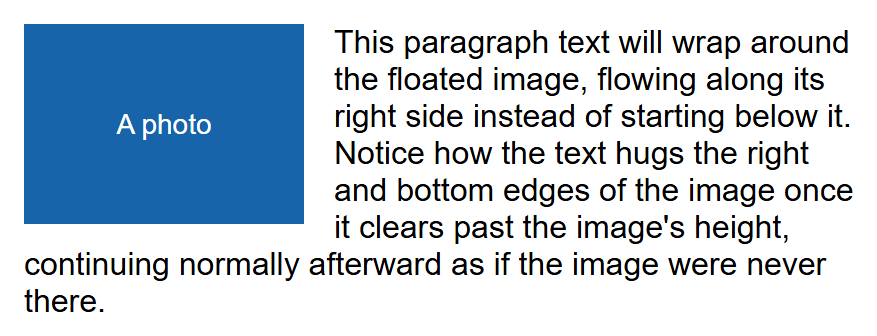 A photo
This paragraph text will wrap around
the floated image, flowing along its
right side instead of starting below it.
Notice how the text hugs the right
and bottom edges of the image once
it clears past the image's height,
continuing normally afterward as if the image were never
there.